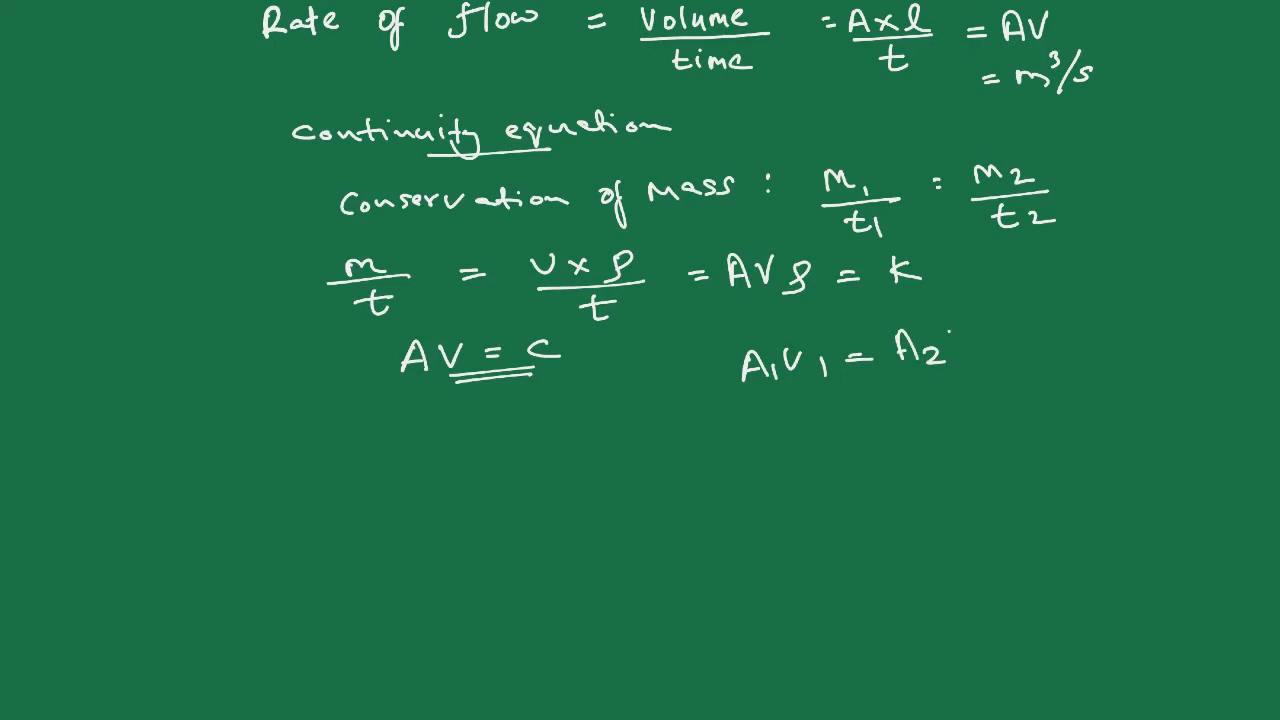 Rate of flow = Volume/time = A×l/t = AV
= m³/s
Continuity equation
Conservation of Mass : M₁/t₁ = M₂/t₂
m/t = V×ρ/t = AVρ = K
AV = C A₁V₁ = A₂